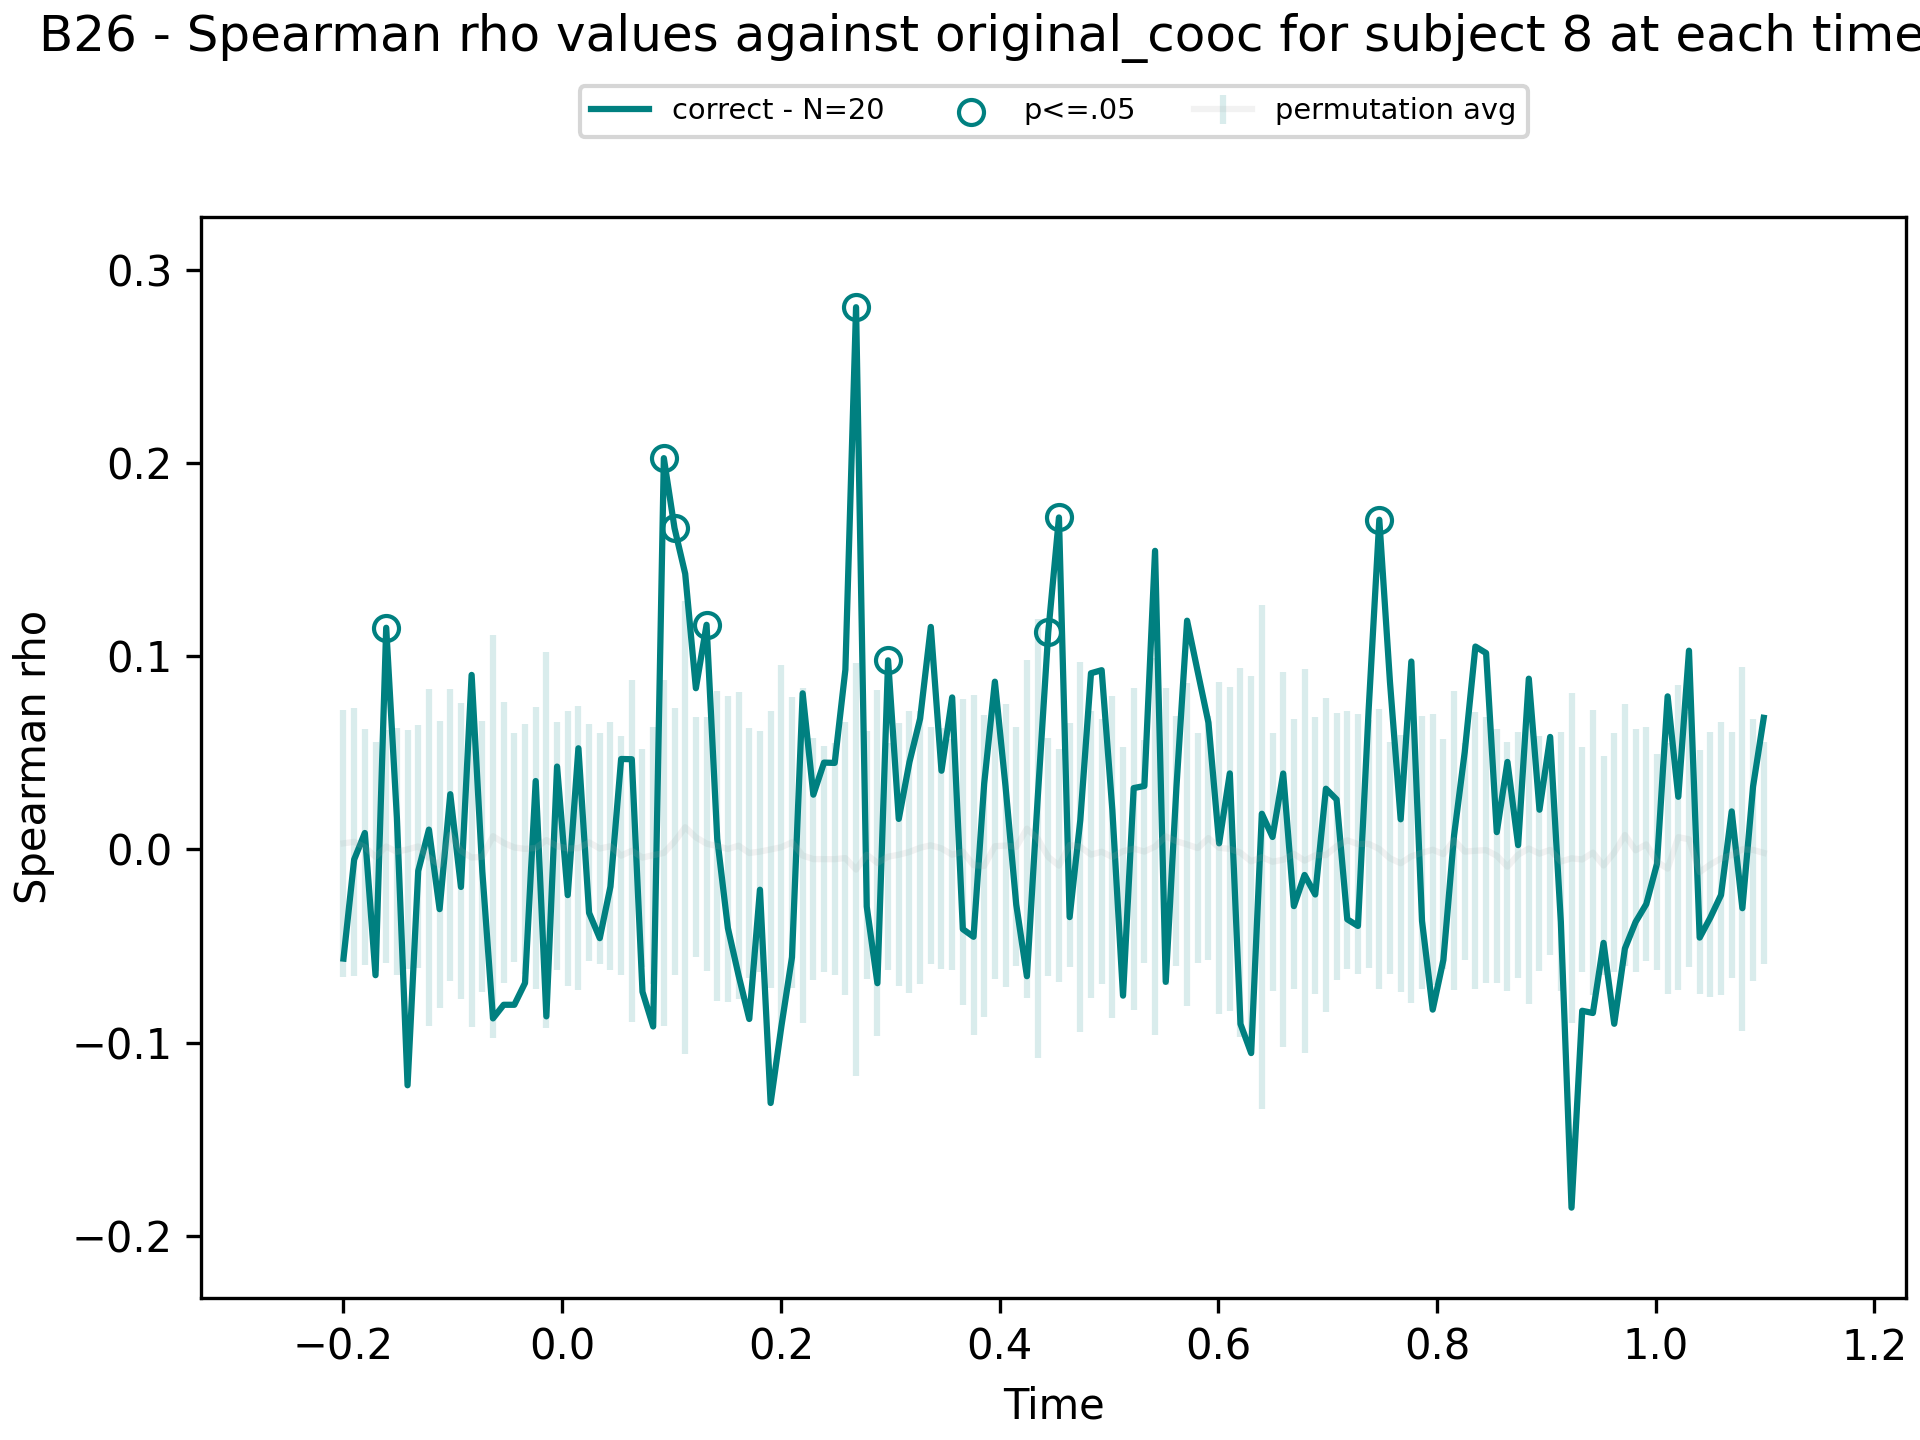 B26 - Spearman rho values against original_cooc for subject 8 at each time
correct - N=20 p<=.05 permutation avg
Spearman rho
0.3
0.2
0.1
0.0
−0.1
−0.2
−0.2 0.0 0.2 0.4 0.6 0.8 1.0 1.2
Time